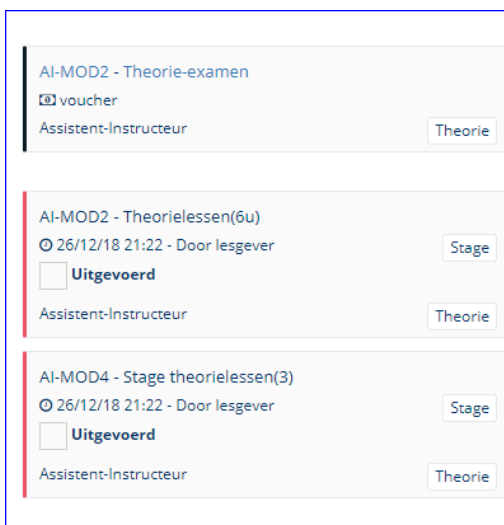 AI-MOD2 - Theorie-examen
voucher
Assistent-Instructeur
Theorie
AI-MOD2 - Theorielessen(6u)
26/12/18 21:22 - Door lesgever
Stage
Uitgevoerd
Assistent-Instructeur
Theorie
AI-MOD4 - Stage theorielessen(3)
26/12/18 21:22 - Door lesgever
Stage
Uitgevoerd
Assistent-Instructeur
Theorie